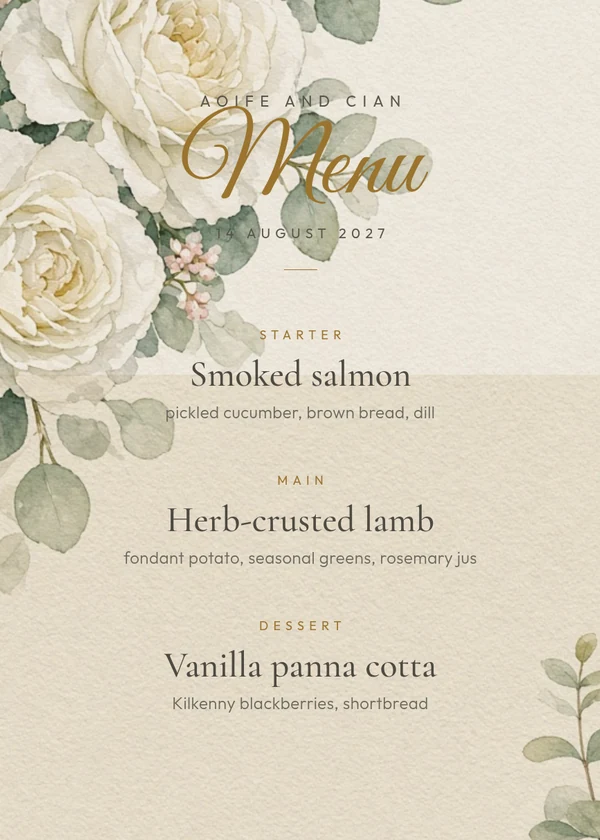 AOIFE AND CIAN
Menu
14 AUGUST 2027
STARTER
Smoked salmon
pickled cucumber, brown bread, dill
MAIN
Herb-crusted lamb
fondant potato, seasonal greens, rosemary jus
DESSERT
Vanilla panna cotta
Kilkenny blackberries, shortbread